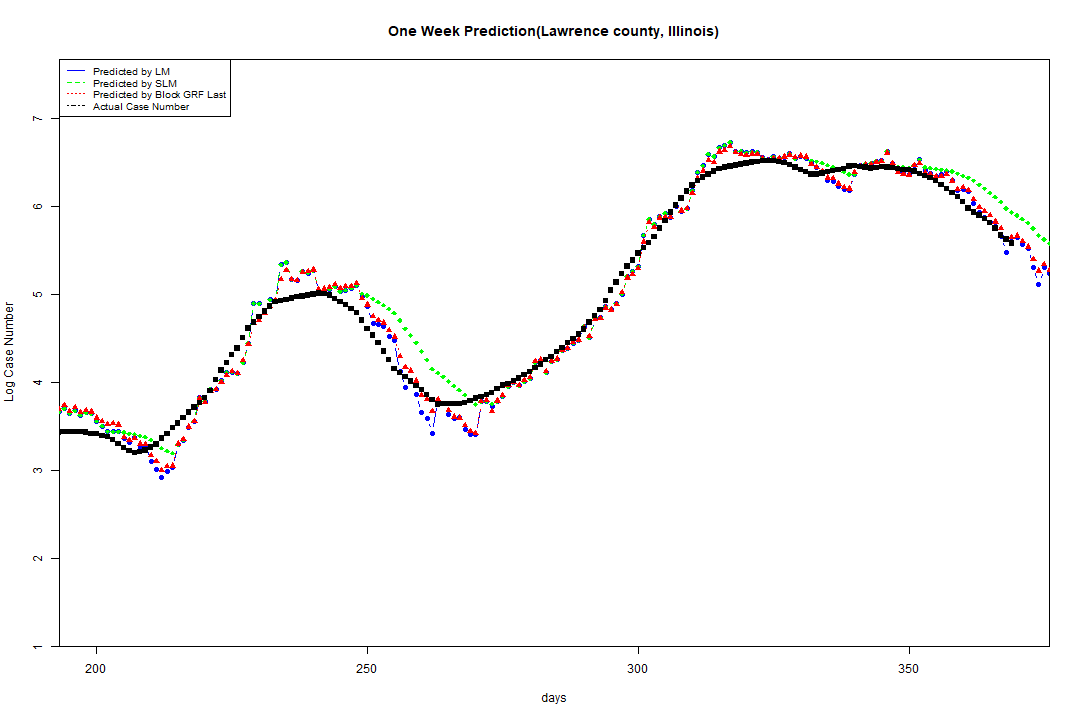 One Week Prediction(Lawrence county, Illinois)
Predicted by LM
Predicted by SLM
Predicted by Block GRF Last
Actual Case Number
7
6
5
4
3
2
1
Log Case Number
200
250
300
350
days